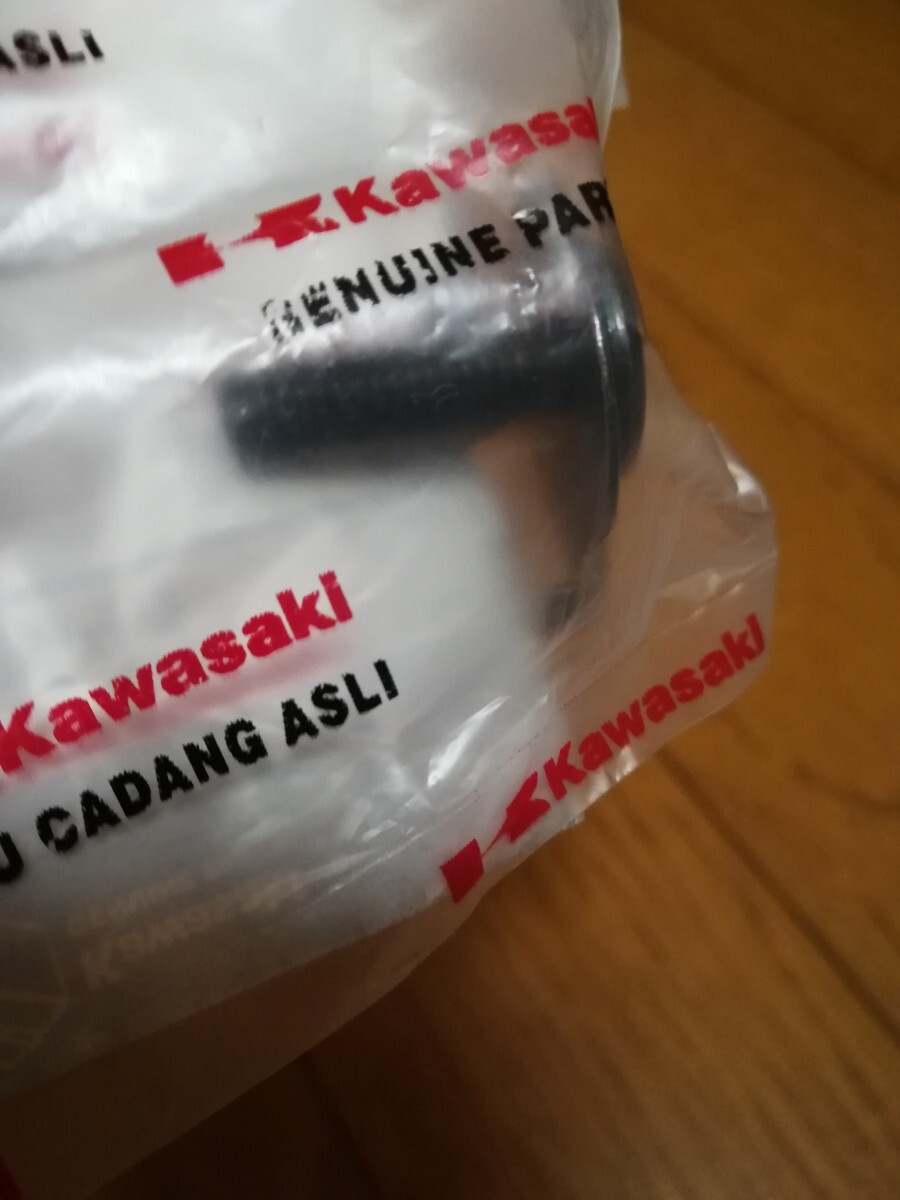 ASLI
Kawasa
GENUINE PAR
Kawasaki
U CADANG ASLI
Kawasaki